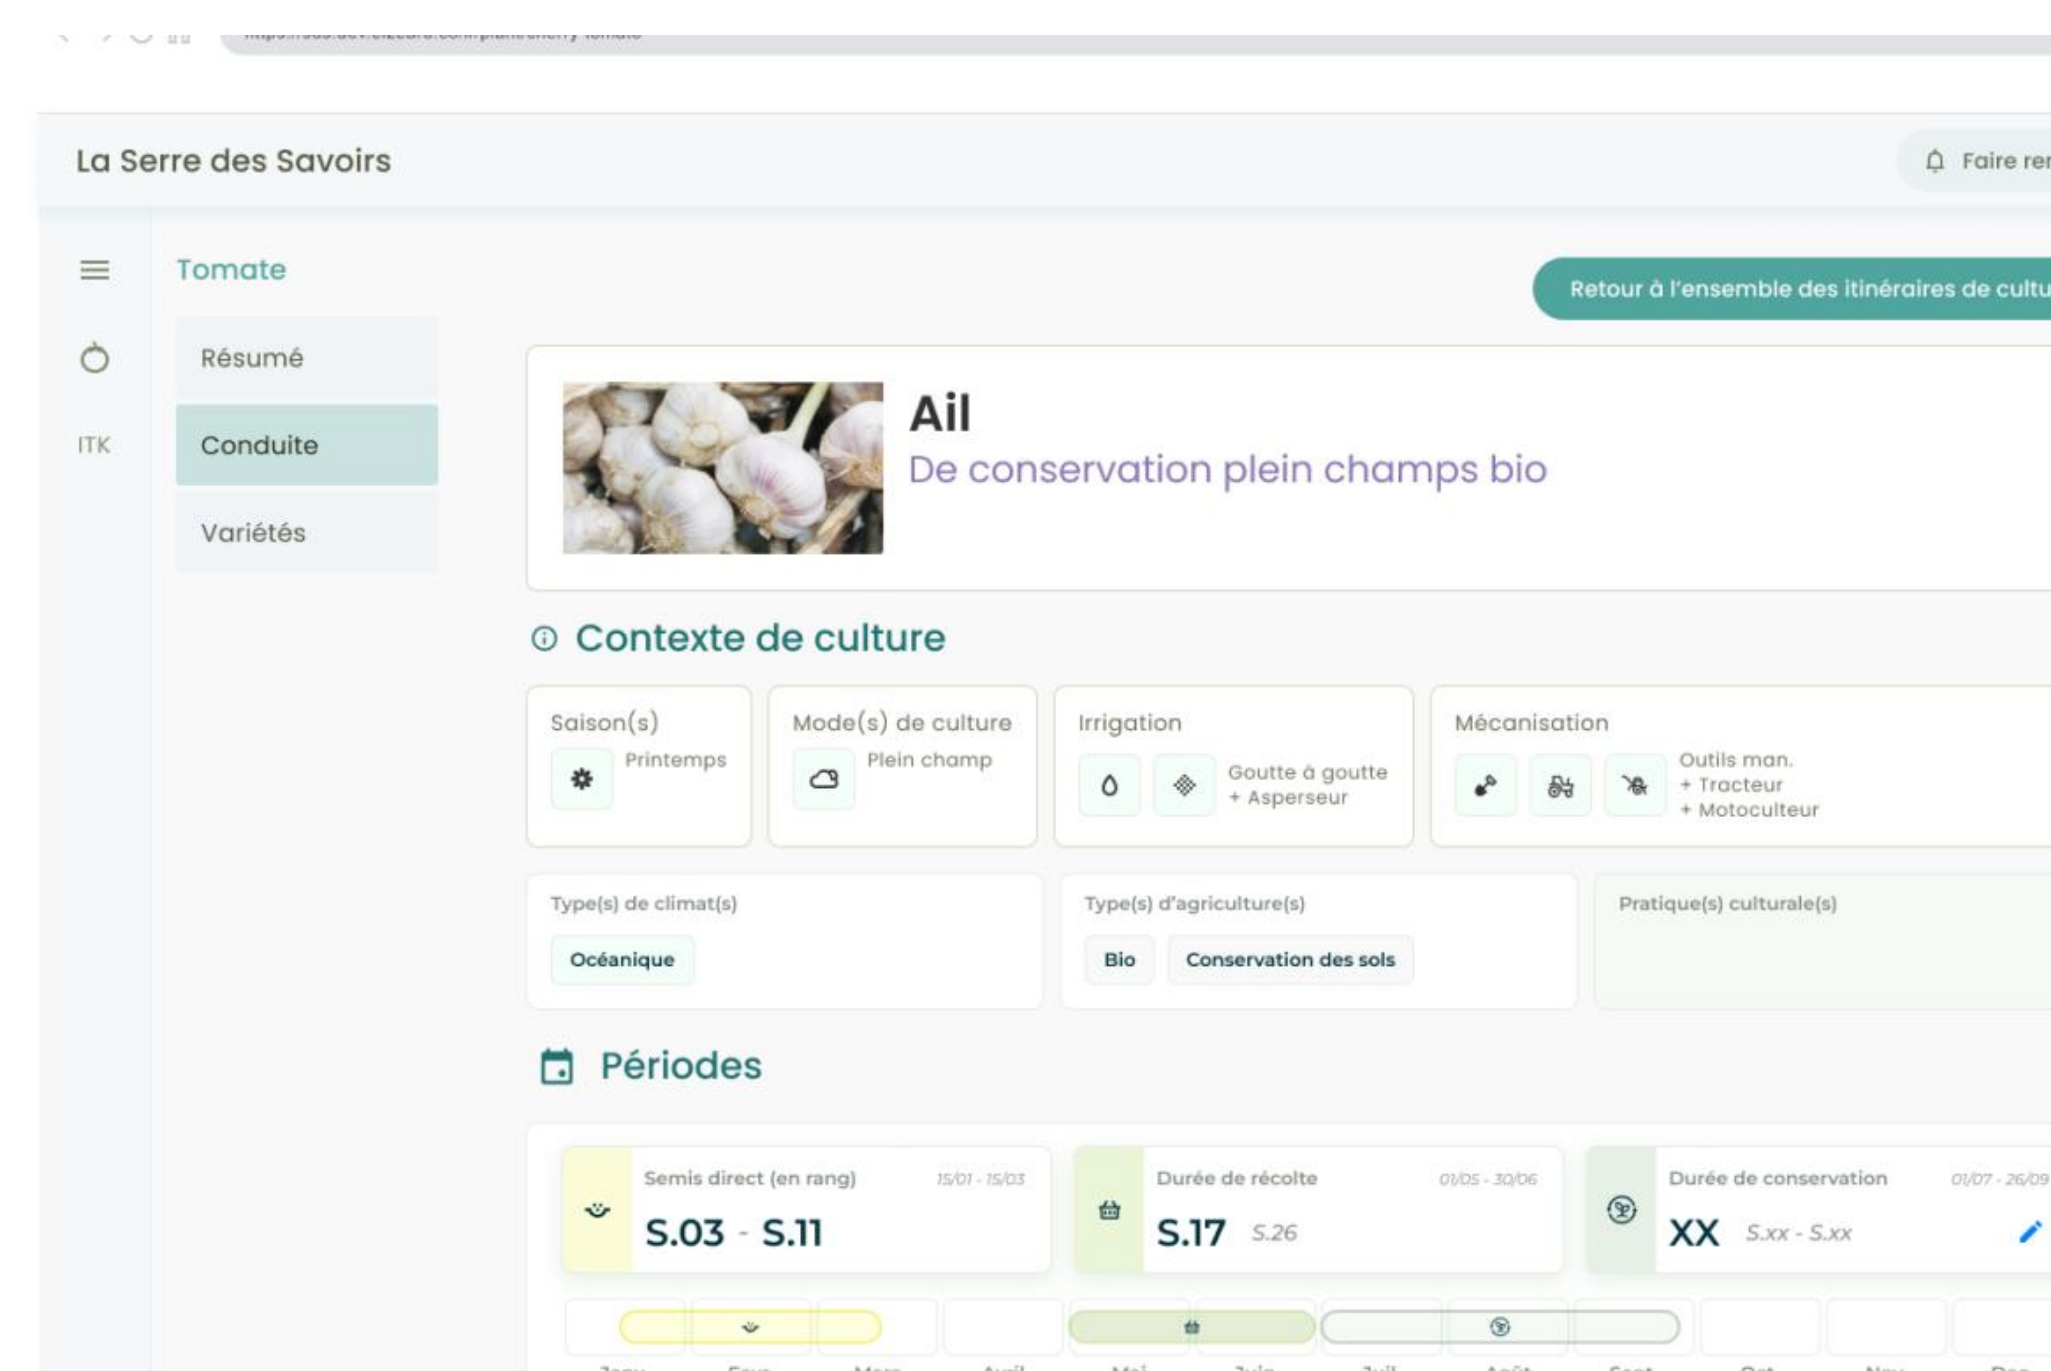 La Serre des Savoirs
Faire
Tomate
Retour à l'ensemble des itinéraires de
Résumé
Ail
Conduite
ITK
De conservation plein champs bio
Variétés
Contexte de culture
Saison(s)
Printemps
Mode(s) de culture
Plein champ
Irrigation
Goutte à goutte
+ Asperseur
Mécanisation
Outils man.
+ Tracteur
+ Motoculteur
Type(s) de climat(s)
Océanique
Type(s) d'agriculture(s)
Bio
Conservation des sols
Pratique(s) culturale(s)
Périodes
Semis direct (en rang)
15/01 - 15/03
S.03 - S.11
Durée de récolte
01/05 - 30/06
S.17 S.26
Durée de conservation
01/07 - 26/09
XX S.xx - S.xx